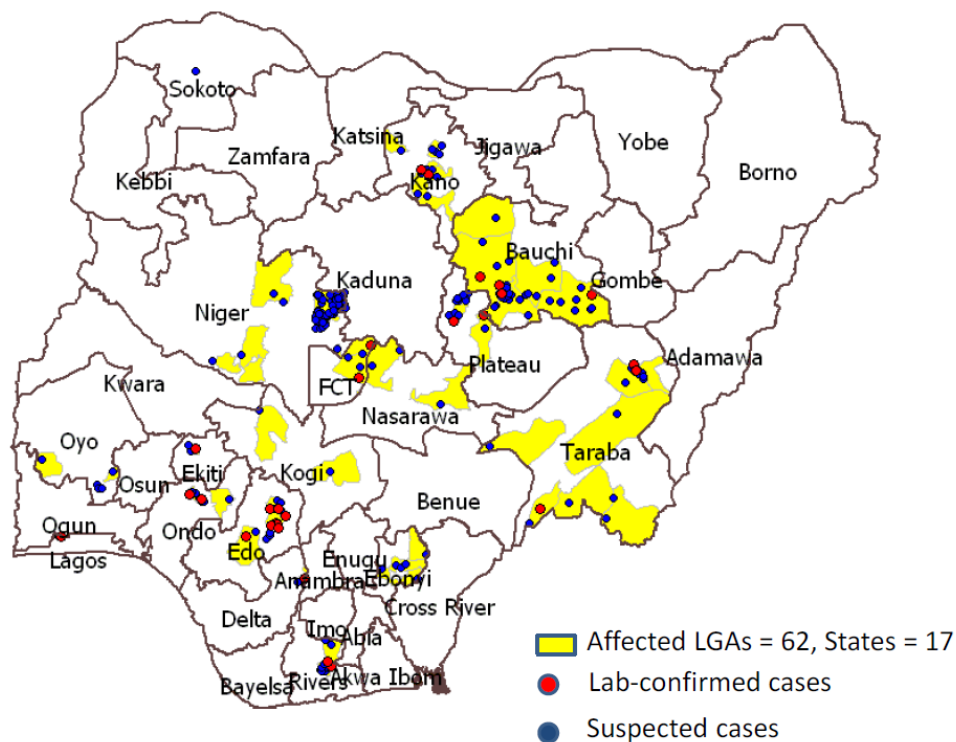 Sokoto
Katsina
Jigawa
Yobe
Zamfara
Kebbi
Kano
Borno
Bauchi
Kaduna
Gombe
Niger
Adamawa
Plateau
FCT
Kwara
Nasarawa
Oyo
Taraba
Ekiti
Kogi
Osun
Benue
Ogun
Ondo
Edo
Lagos
Enugu
Anambra
Ebonyi
Cross River
Delta
Imo
Abia
Akwa Ibom
Rivers
Bayelsa
Affected LGAs = 62, States = 17
Lab-confirmed cases
Suspected cases